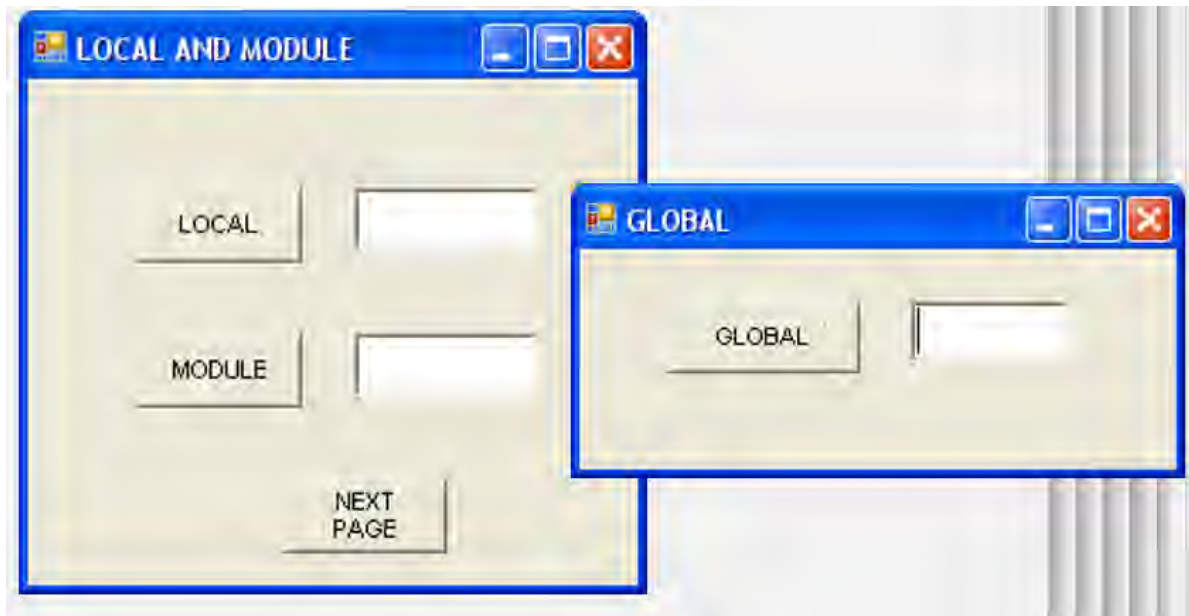 LOCAL AND MODULE
LOCAL
MODULE
NEXT
PAGE
GLOBAL
GLOBAL